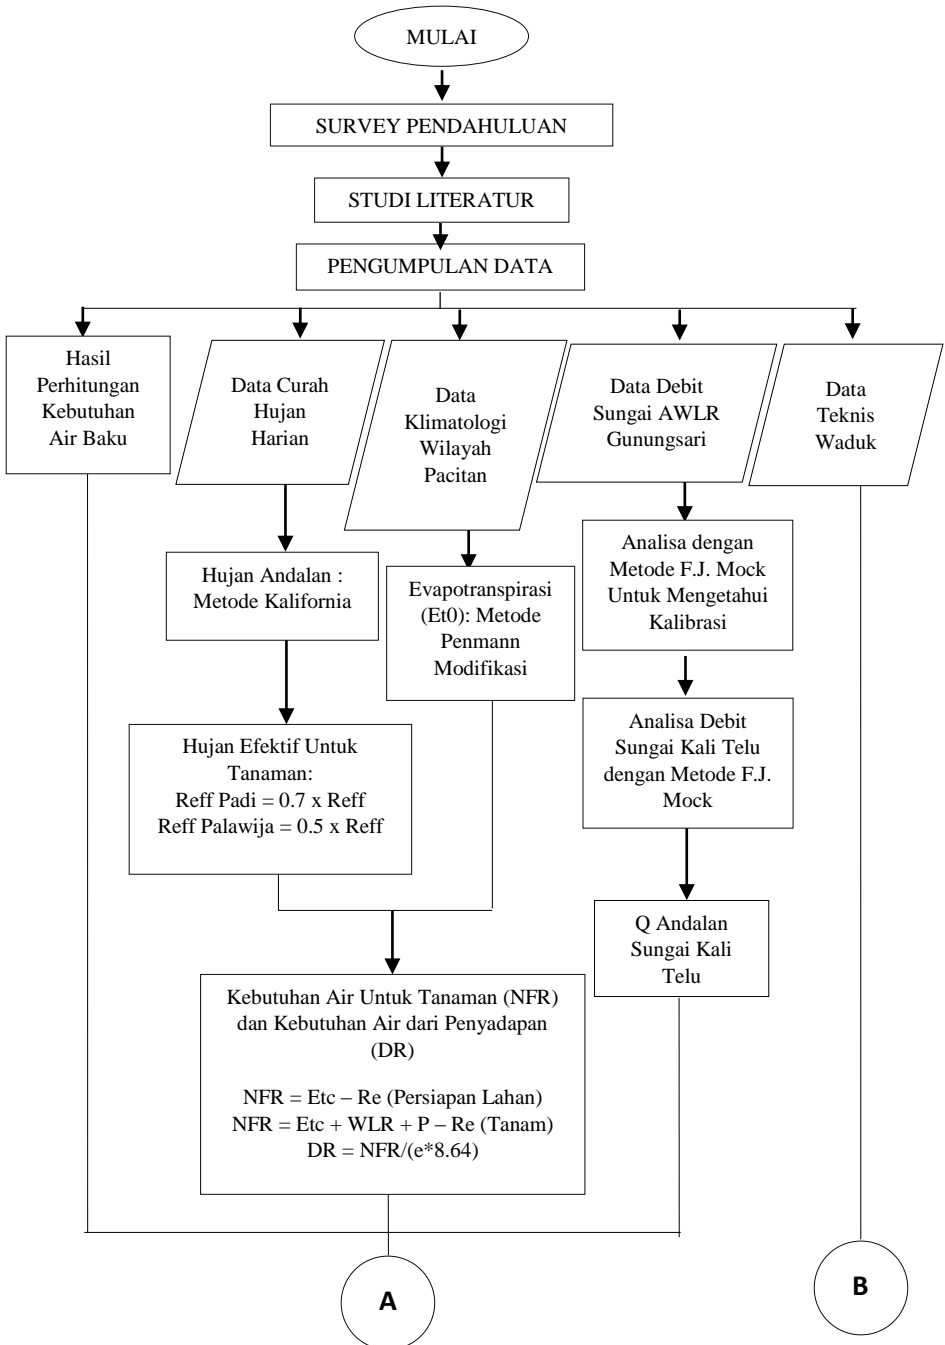 MULAI
SURVEY PENDAHULUAN
STUDI LITERATUR
PENGUMPULAN DATA
Hasil
Perhitungan
Kebutuhan
Air Baku
Data Curah
Hujan
Harian
Data
Klimatologi
Wilayah
Pacitan
Data Debit
Sungai AWLR
Gunungsari
Data
Teknis
Waduk
Hujan Andalan :
Metode Kalifornia
Evapotranspirasi
(Et0): Metode
Penmann
Modifikasi
Analisa dengan
Metode F.J. Mock
Untuk Mengetahui
Kalibrasi
Hujan Efektif Untuk
Tanaman:
Reff Padi = 0.7 x Reff
Reff Palawija = 0.5 x Reff
Analisa Debit
Sungai Kali Telu
dengan Metode F.J.
Mock
Q Andalan
Sungai Kali
Telu
Kebutuhan Air Untuk Tanaman (NFR)
dan Kebutuhan Air dari Penyadapan
(DR)
NFR = Etc – Re (Persiapan Lahan)
NFR = Etc + WLR + P – Re (Tanam)
DR = NFR/(e*8.64)
A
B